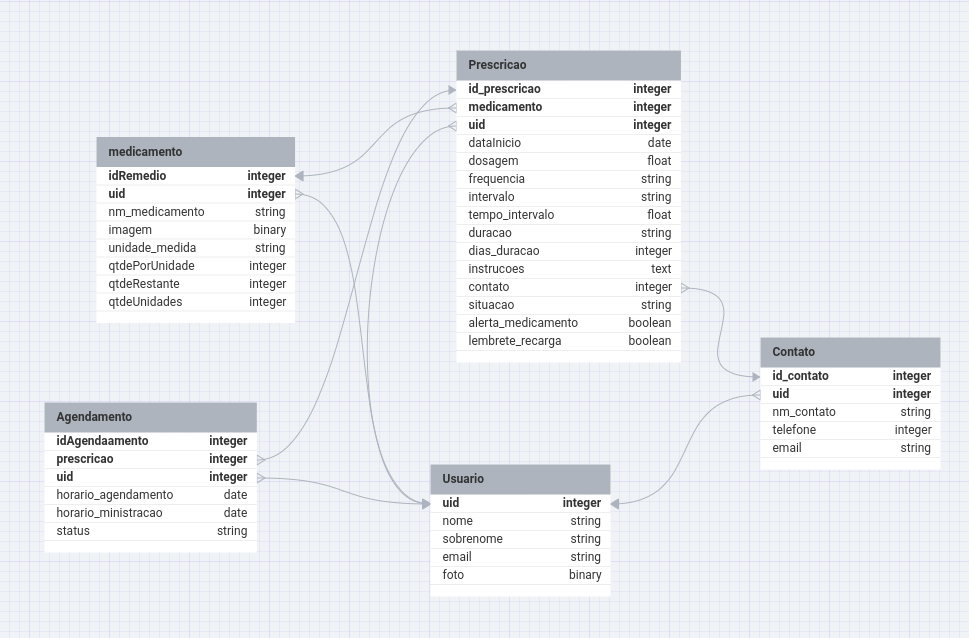 Prescricao
id_prescricao integer
medicamento integer
uid integer
dataInicio date
dosagem float
frequencia string
intervalo string
tempo_intervalo float
duracao string
dias_duracao integer
instrucoes text
contato integer
situacao string
alerta_medicamento boolean
lembrete_recarga boolean
medicamento
idRemedio integer
uid integer
nm_medicamento string
imagem binary
unidade_medida string
qtdePorUnidade integer
qtdeRestante integer
qtdeUnidades integer
Contato
id_contato integer
uid integer
nm_contato string
telefone integer
email string
Agendamento
idAgendaamento integer
prescricao integer
uid integer
horario_agendamento date
horario_ministracao date
status string
Usuario
uid integer
nome string
sobrenome string
email string
foto binary